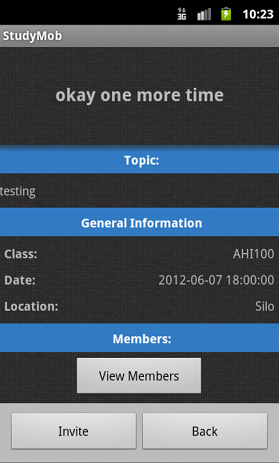 3G 10:23
StudyMob
okay one more time
Topic:
testing
General Information
Class: AHI100
Date: 2012-06-07 18:00:00
Location: Silo
Members:
View Members
Invite Back